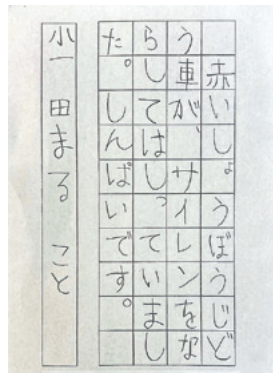 赤いしょうぼうじど
う車が、サイレンをな
らしてはしっていまし
た。しんぱいです。
小一 田まる こと